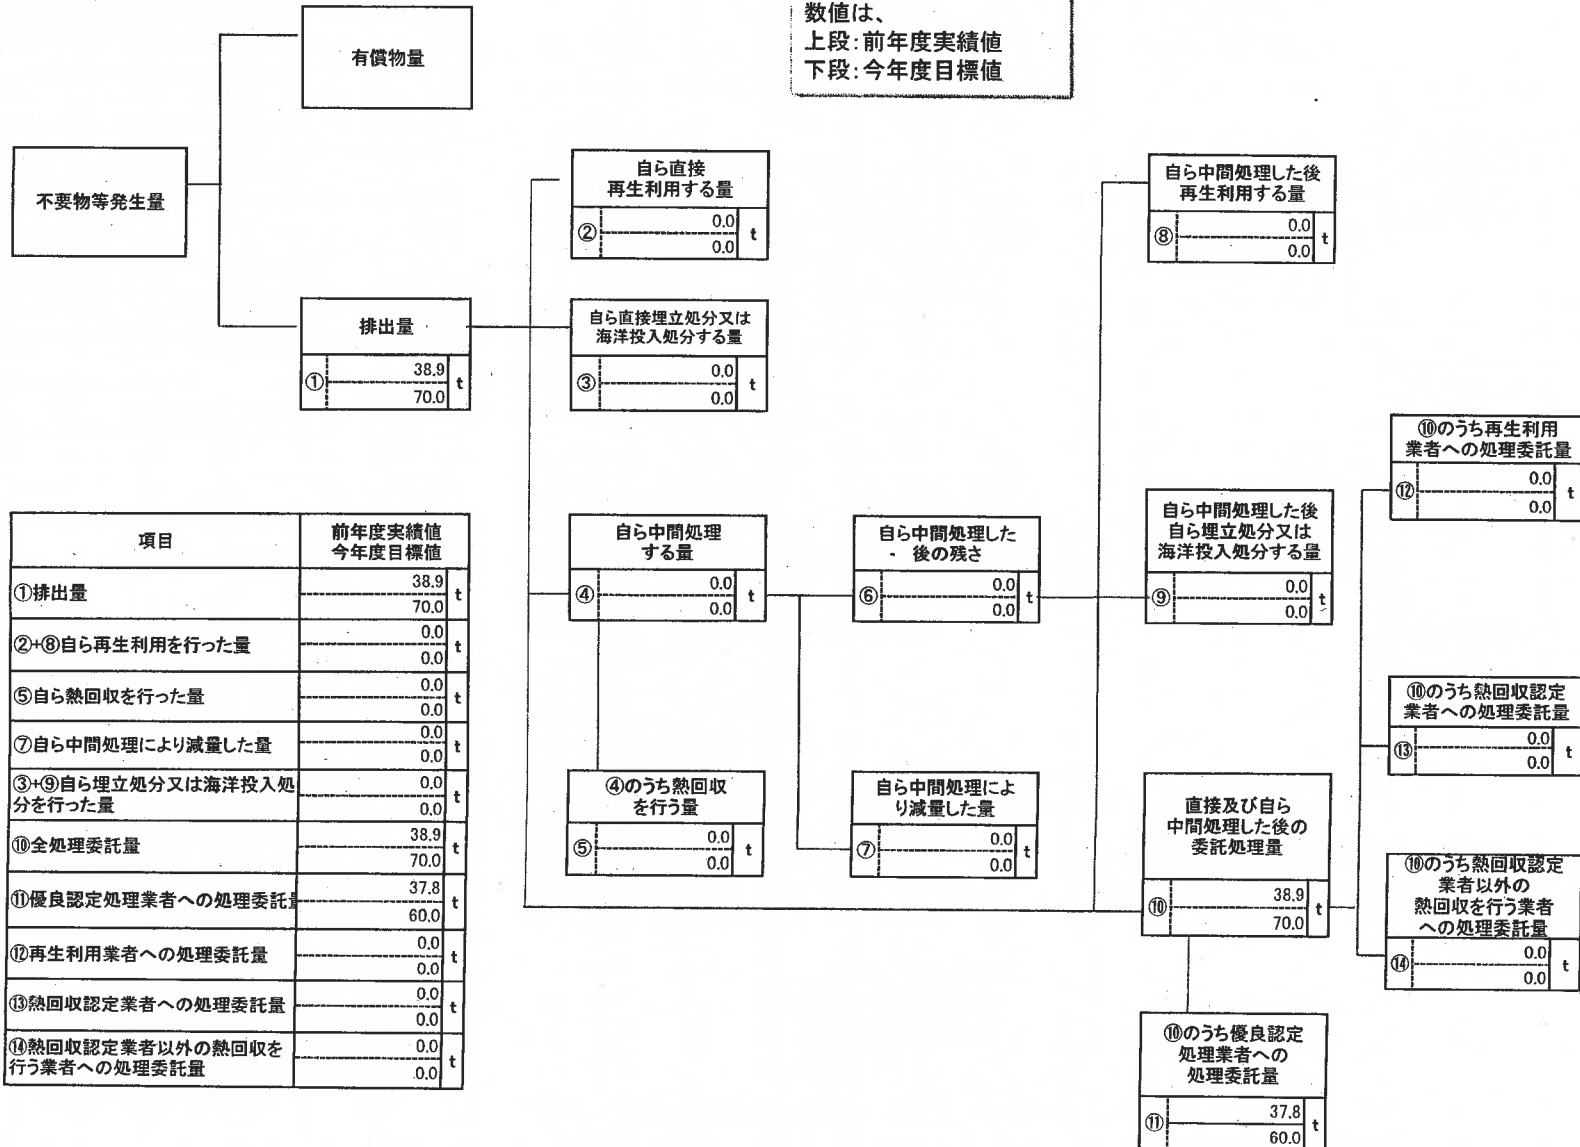 数値は、
上段:前年度実績値
下段:今年度目標値
有償物量
不要物等発生量
排出量
①
38.9
70.0
t
自ら直接
再生利用する量
②
0.0
0.0
t
自ら直接埋立処分又は
海洋投入処分する量
③
0.0
0.0
t
自ら中間処理
する量
④
0.0
0.0
t
④のうち熱回収
を行う量
⑤
0.0
0.0
t
自ら中間処理した
後の残さ
⑥
0.0
0.0
t
自ら中間処理によ
り減量した量
⑦
0.0
0.0
t
自ら中間処理した後
再生利用する量
⑧
0.0
0.0
t
自ら中間処理した後
自ら埋立処分又は
海洋投入処分する量
⑨
0.0
0.0
t
直接及び自ら
中間処理した後の
委託処理量
⑩
38.9
70.0
t
⑩のうち優良認定
処理業者への
処理委託量
⑪
37.8
60.0
t
⑩のうち再生利用
業者への処理委託量
⑫
0.0
0.0
t
⑩のうち熱回収認定
業者への処理委託量
⑬
0.0
0.0
t
⑩のうち熱回収認定
業者以外の
熱回収を行う業者
への処理委託量
⑭
0.0
0.0
t
項目
前年度実績値
今年度目標値
①排出量
38.9
70.0
t
②+⑧自ら再生利用を行った量
0.0
0.0
t
⑤自ら熱回収を行った量
0.0
0.0
t
⑦自ら中間処理により減量した量
0.0
0.0
t
③+⑨自ら埋立処分又は海洋投入処
分を行った量
0.0
0.0
t
⑩全処理委託量
38.9
70.0
t
⑪優良認定処理業者への処理委託量
37.8
60.0
t
⑫再生利用業者への処理委託量
0.0
0.0
t
⑬熱回収認定業者への処理委託量
0.0
0.0
t
⑭熱回収認定業者以外の熱回収を
行う業者への処理委託量
0.0
0.0
t